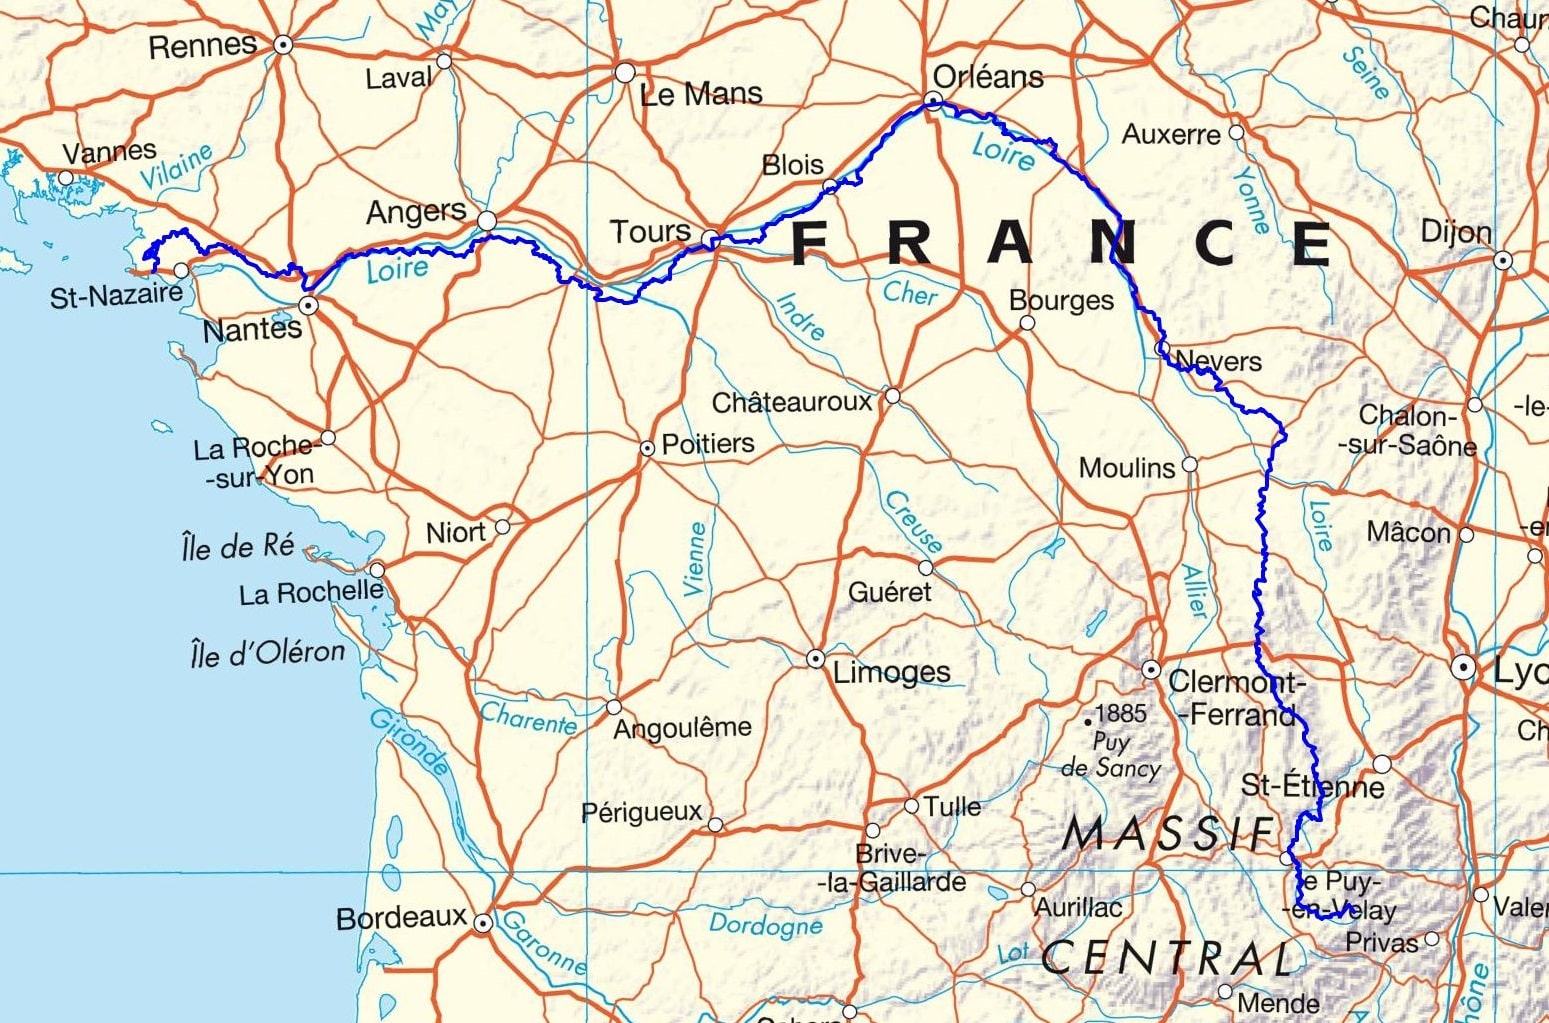 Chaur
Rennes
May
Laval
Le Mans
Orléans
Seine
Auxerre
Vannes
Vilaine
Blois
Loire
Yonne
Angers
Tours
FRANCE
Dijon
St-Nazaire
Loire
Nantes
Indre
Cher
Bourges
Nevers
Châteauroux
Chalon-
-sur-Saône
-le-
La Roche-
-sur-Yon
Poitiers
Moulins
Niort
Creuse
Loire
Mâcon
-en
Île de Ré
La Rochelle
Vienne
Guéret
Allier
Île d'Oléron
Limoges
Clermont-
-Ferrand
Lyo
Charente
Angoulême
.1885
Puy
de Sancy
Gironde
Ch
Périgueux
Tulle
St-Étienne
MASSIF
Brive-
-la-Gaillarde
e Puy-
-en-Velay
Bordeaux
Garonne
Dordogne
Aurillac
Valen
Privas
Lot
CENTRAL
Mende
hône